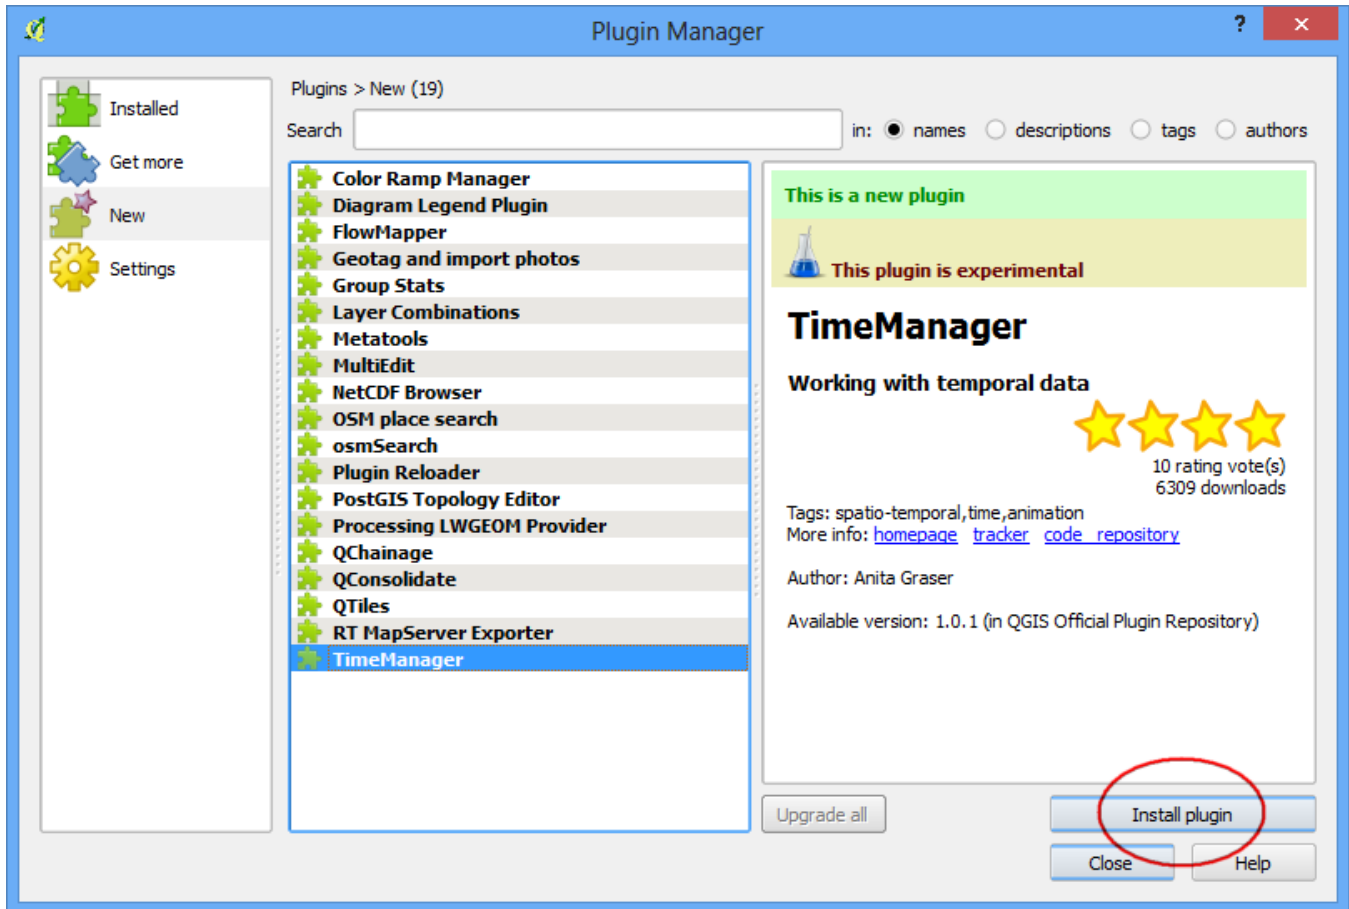 Plugin Manager
?
Installed
Get more
New
Settings
Plugins > New (19)
Search
in: names descriptions tags authors
Color Ramp Manager
Diagram Legend Plugin
FlowMapper
Geotag and import photos
Group Stats
Layer Combinations
Metatools
MultiEdit
NetCDF Browser
OSM place search
osmSearch
Plugin Reloader
PostGIS Topology Editor
Processing LWGEOM Provider
QChainage
QConsolidate
QTiles
RT MapServer Exporter
TimeManager
This is a new plugin
This plugin is experimental
TimeManager
Working with temporal data
10 rating vote(s)
6309 downloads
Tags: spatio-temporal,time,animation
More info: homepage tracker code repository
Author: Anita Graser
Available version: 1.0.1 (in QGIS Official Plugin Repository)
Upgrade all
Install plugin
Close
Help